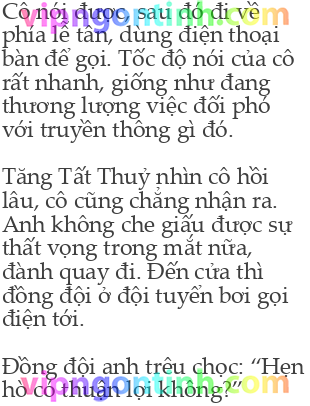 Cô nói được, sau đó đi về
phía lễ tân, dùng điện thoại
bàn để gọi. Tốc độ nói của cô
rất nhanh, giống như đang
thương lượng việc đối phó
với truyền thông gì đó.

Tăng Tất Thuỷ nhìn cô hồi
lâu, cô cũng chẳng nhận ra.
Anh không che giấu được sự
thất vọng trong mắt nữa,
đành quay đi. Đến cửa thì
đồng đội ở đội tuyển bơi gọi
điện tới.

Đồng đội anh trêu chọc: “Hẹn
hò có thuận lợi không?”
vipngontinh.com
vipngontinh.com